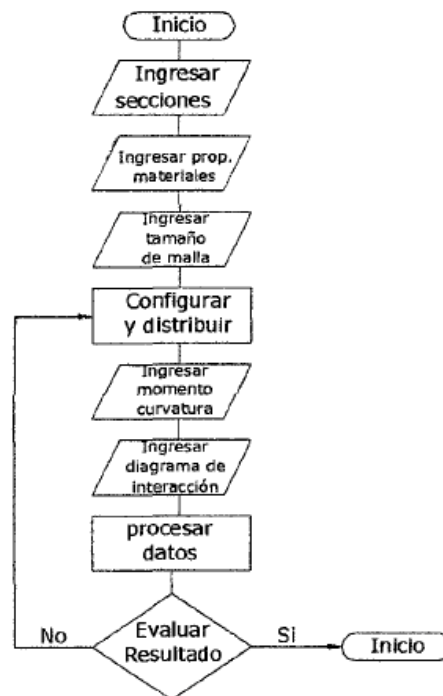 Inicio
Ingresar
secciones
Ingresar prop.
materiales
Ingresar
tamaño
de malla
Configurar
y distribuir
Ingresar
momento
curvatura
Ingresar
diagrama de
interacción
procesar
datos
Evaluar
Resultado
No
Si
Inicio